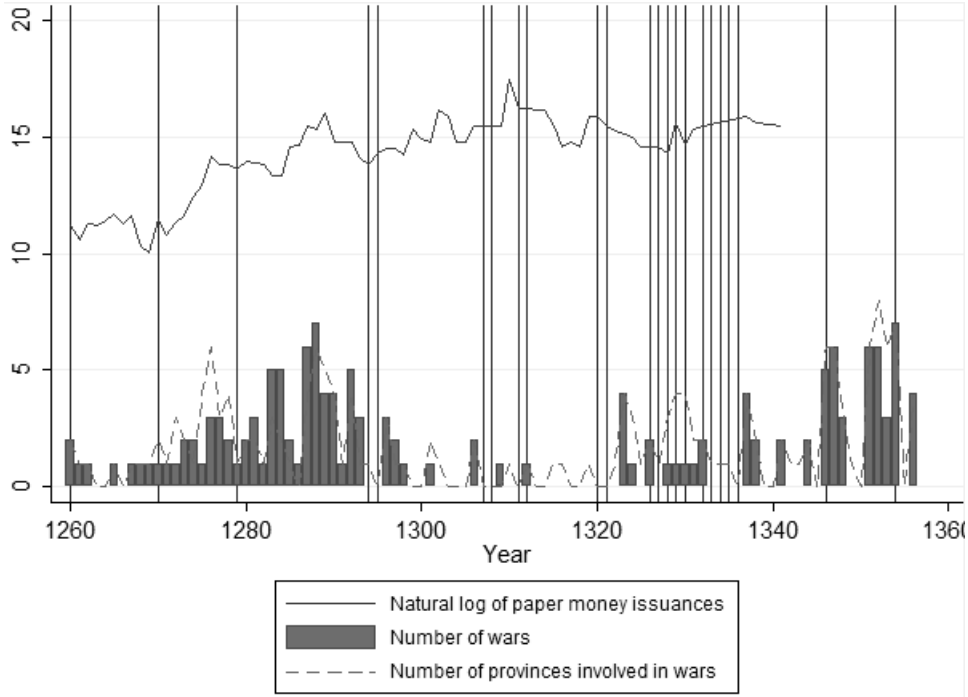 20
15
10
5
0
1260 1280 1300 1320 1340 1360
Year
Natural log of paper money issuances
Number of wars
Number of provinces involved in wars